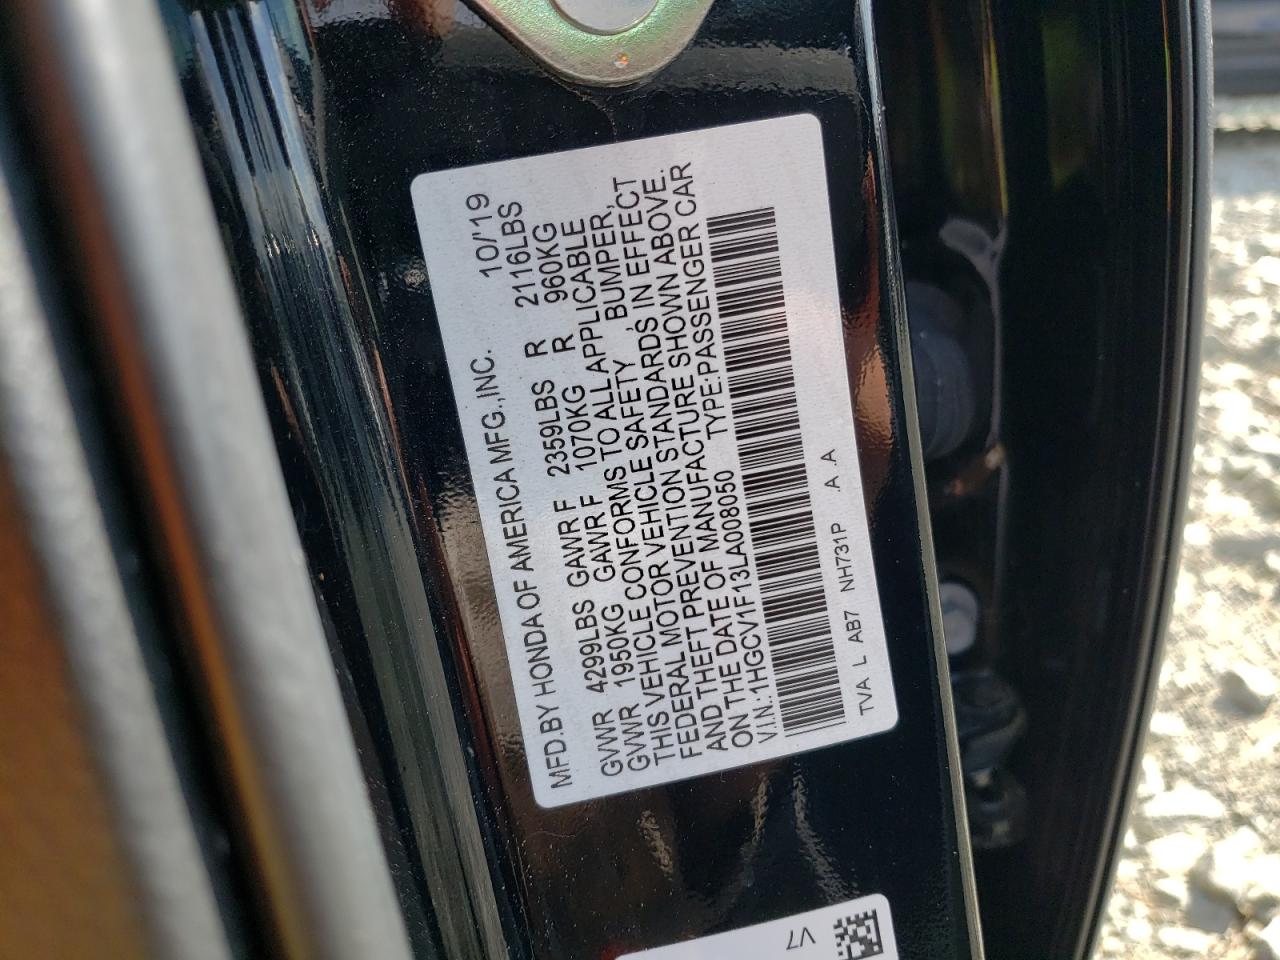 MFD.BY HONDA OF AMERICA MFG.,INC. 10/'19
GVWR 4299LBS GAWR F 2359LBS R 2116LBS
GVWR 1950KG GAWR F 1070KG R 960KG
THIS VEHICLE CONFORMS TO ALL APPLICABLE
FEDERAL MOTOR VEHICLE SAFETY, BUMPER,
AND THEFT PREVENTION STANDARDS, IN EFFECT
ON THE DATE OF MANUFACTURE SHOWN ABOVE.
V.I.N.:1HGCV1F13LA008050 TYPE:PASSENGER CAR
TVA L AB7 NH731P .A .A
V7